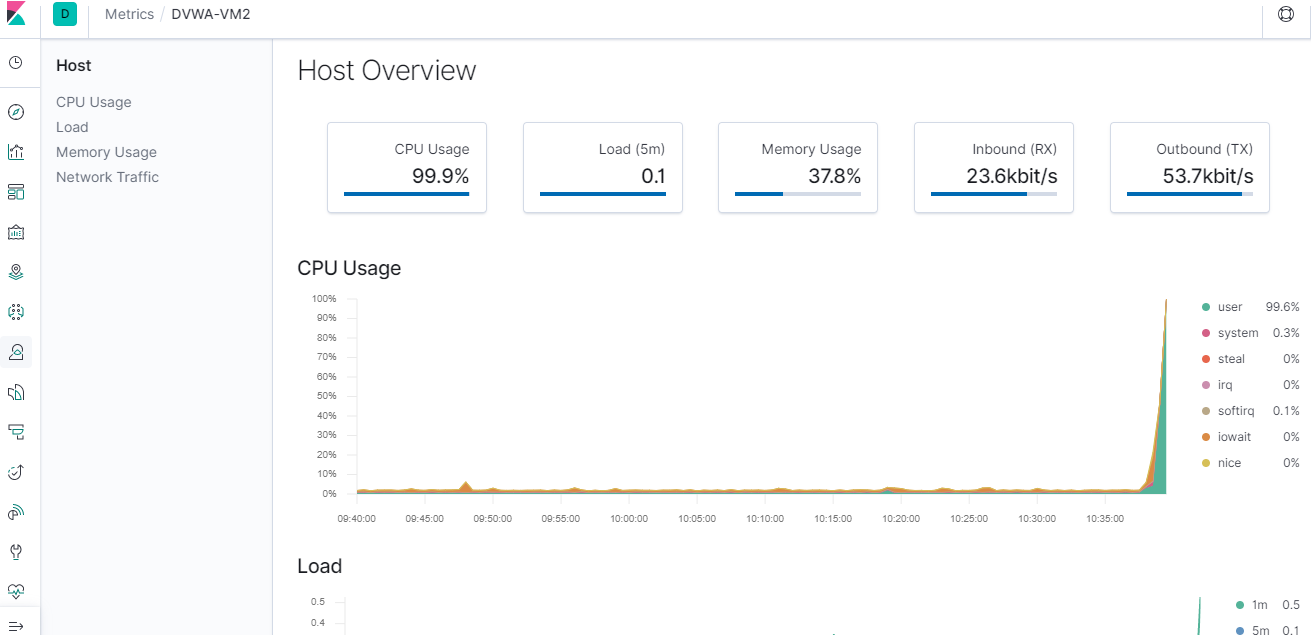 D Metrics / DVWA-VM2
Host
CPU Usage
Load
Memory Usage
Network Traffic
Host Overview
CPU Usage
99.9%
Load (5m)
0.1
Memory Usage
37.8%
Inbound (RX)
23.6kbit/s
Outbound (TX)
53.7kbit/s
CPU Usage
100%
90%
80%
70%
60%
50%
40%
30%
20%
10%
0%
09:40:00 09:45:00 09:50:00 09:55:00 10:00:00 10:05:00 10:10:00 10:15:00 10:20:00 10:25:00 10:30:00 10:35:00
user 99.6%
system 0.3%
steal 0%
irq 0%
softirq 0.1%
iowait 0%
nice 0%
Load
0.5
0.4
1m 0.5
5m 0.1